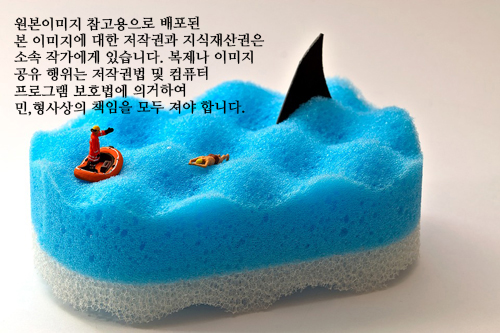 원본이미지 참고용으로 배포된
본 이미지에 대한 저작권과 지식재산권은
소속 작가에게 있습니다. 복제나 이미지
공유 행위는 저작권법 및 컴퓨터
프로그램 보호법에 의거하여
민,형사상의 책임을 모두 져야 합니다.